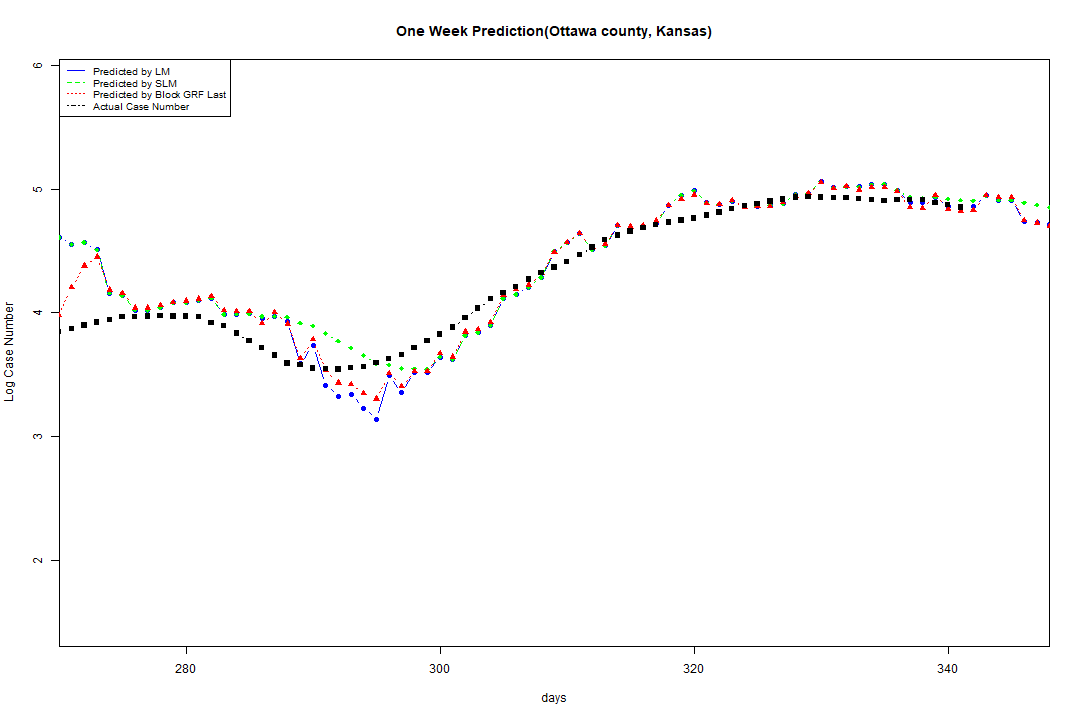 One Week Prediction(Ottawa county, Kansas)
Predicted by LM
Predicted by SLM
Predicted by Block GRF Last
Actual Case Number
6
5
4
3
2
Log Case Number
280
300
320
340
days